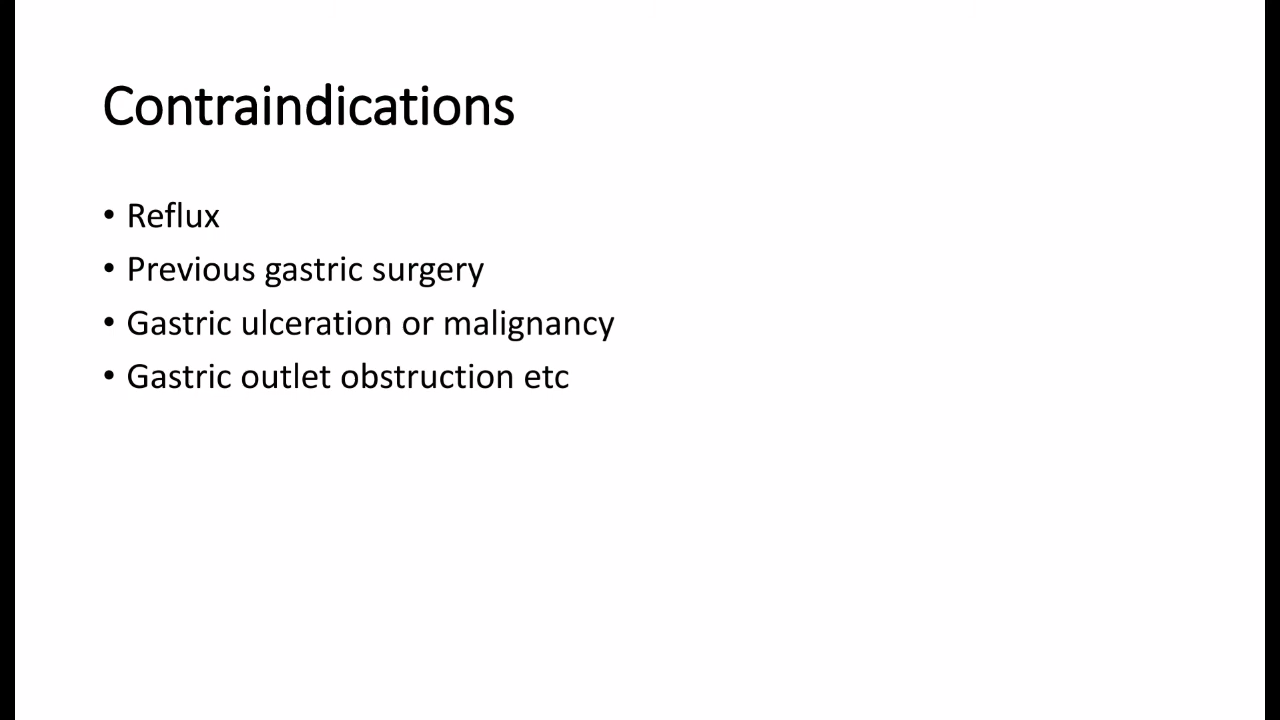 Contraindications
• Reflux
• Previous gastric surgery
• Gastric ulceration or malignancy
• Gastric outlet obstruction etc